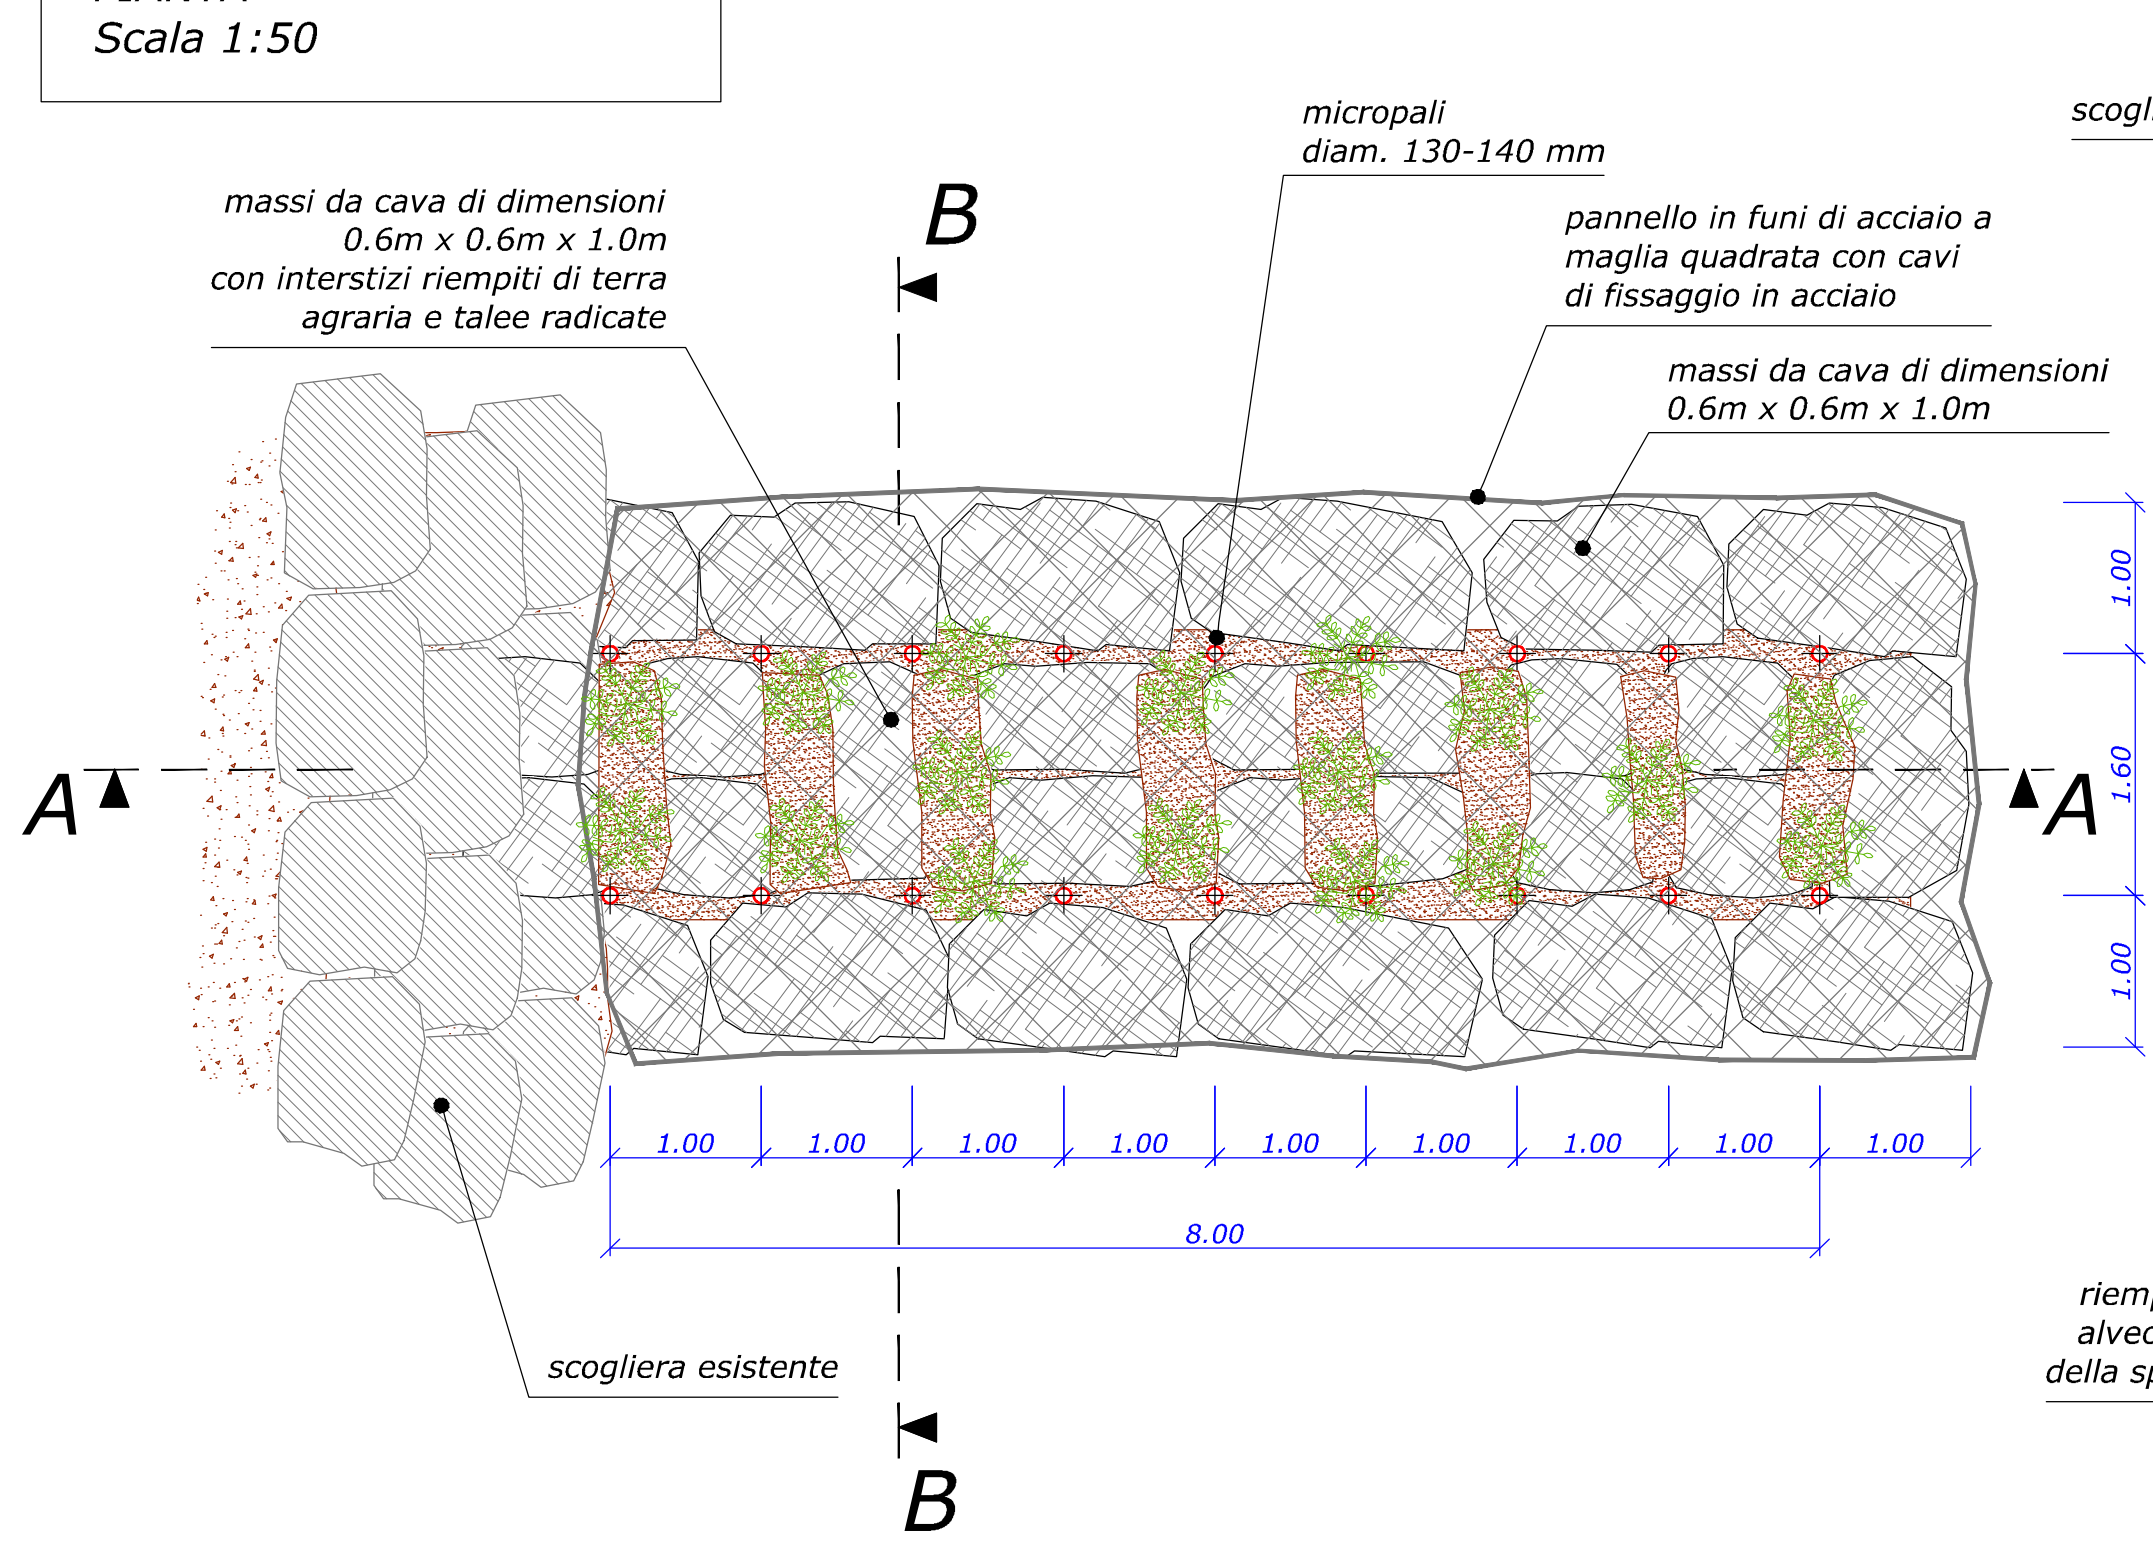 Scala 1:50
micropali
diam. 130-140 mm
massi da cava di dimensioni
0.6m x 0.6m x 1.0m
con interstizi riempiti di terra
agraria e talee radicate
B
pannello in funi di acciaio a
maglia quadrata con cavi
di fissaggio in acciaio
massi da cava di dimensioni
0.6m x 0.6m x 1.0m
1.00
1.60
1.00
A
A
1.00 1.00 1.00 1.00 1.00 1.00 1.00 1.00 1.00
8.00
scogliera esistente
B
della